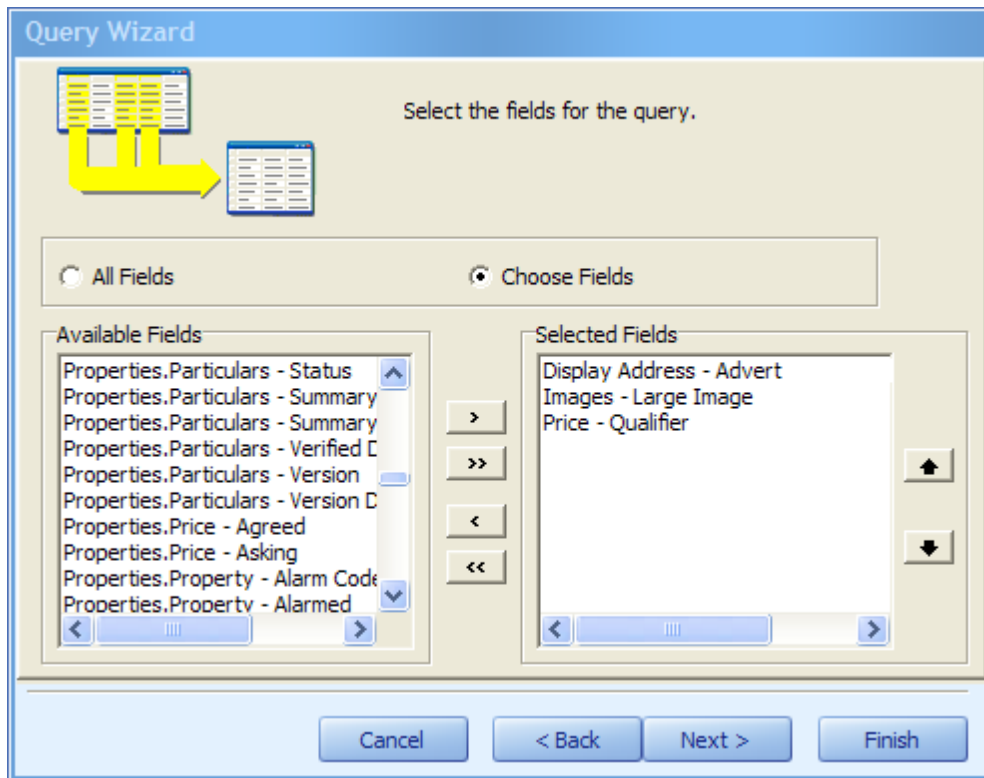 Query Wizard
Select the fields for the query.
All Fields
Choose Fields
Available Fields
Properties.Particulars - Status
Properties.Particulars - Summary
Properties.Particulars - Summary
Properties.Particulars - Verified D
Properties.Particulars - Version
Properties.Particulars - Version D
Properties.Price - Agreed
Properties.Price - Asking
Properties.Property - Alarm Code
Properties.Property - Alarmed
>
>>
<
<<
Selected Fields
Display Address - Advert
Images - Large Image
Price - Qualifier
Cancel
< Back
Next >
Finish